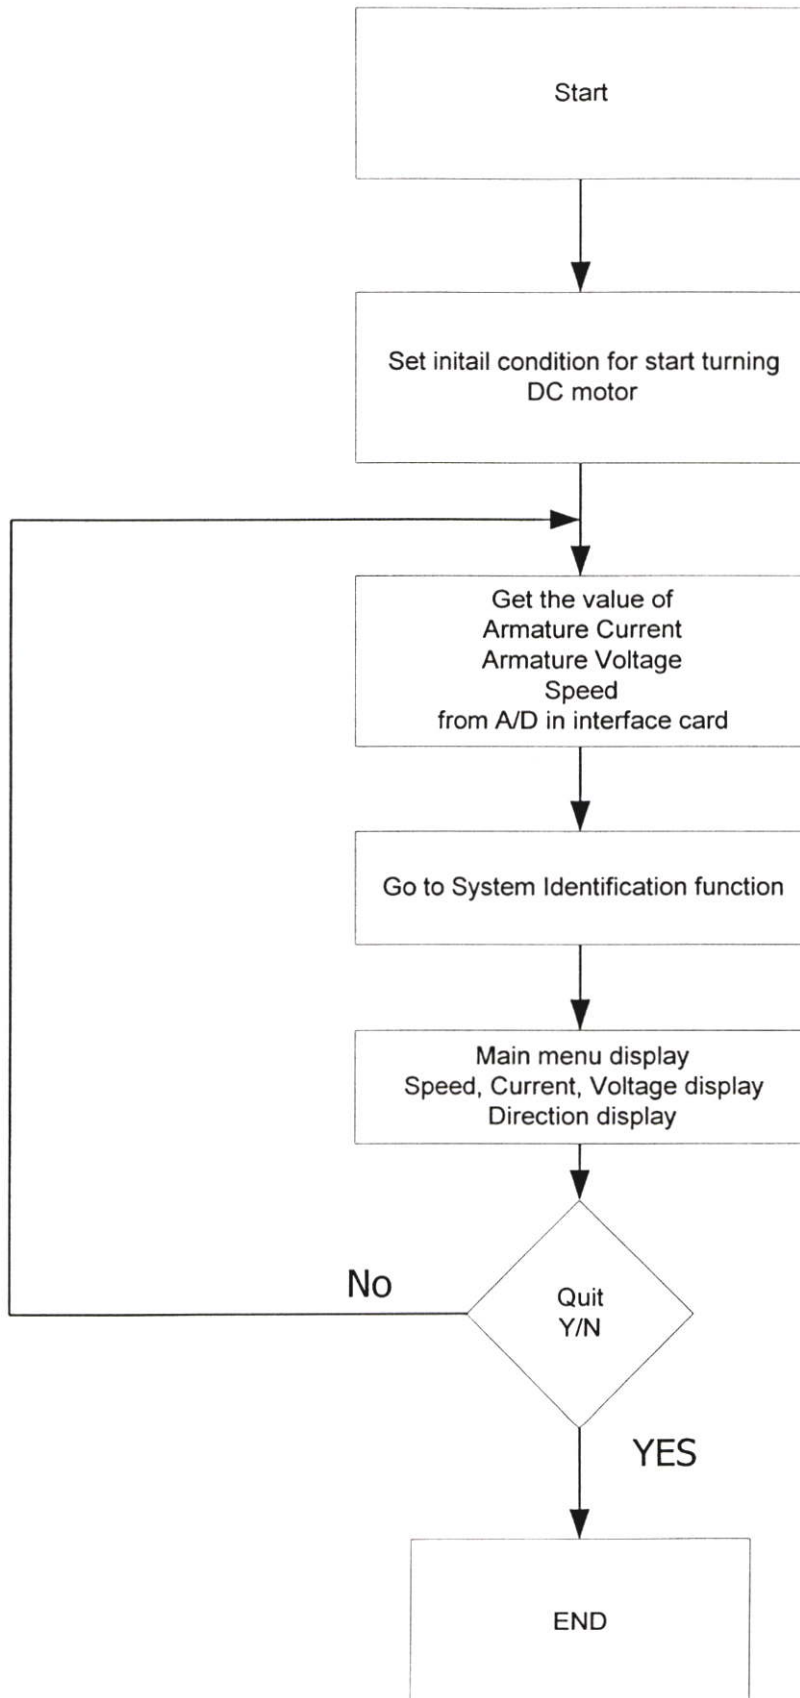 Start
Set initail condition for start turning
DC motor
Get the value of
Armature Current
Armature Voltage
Speed
from A/D in interface card
Go to System Identification function
Main menu display
Speed, Current, Voltage display
Direction display
No
Quit
Y/N
YES
END